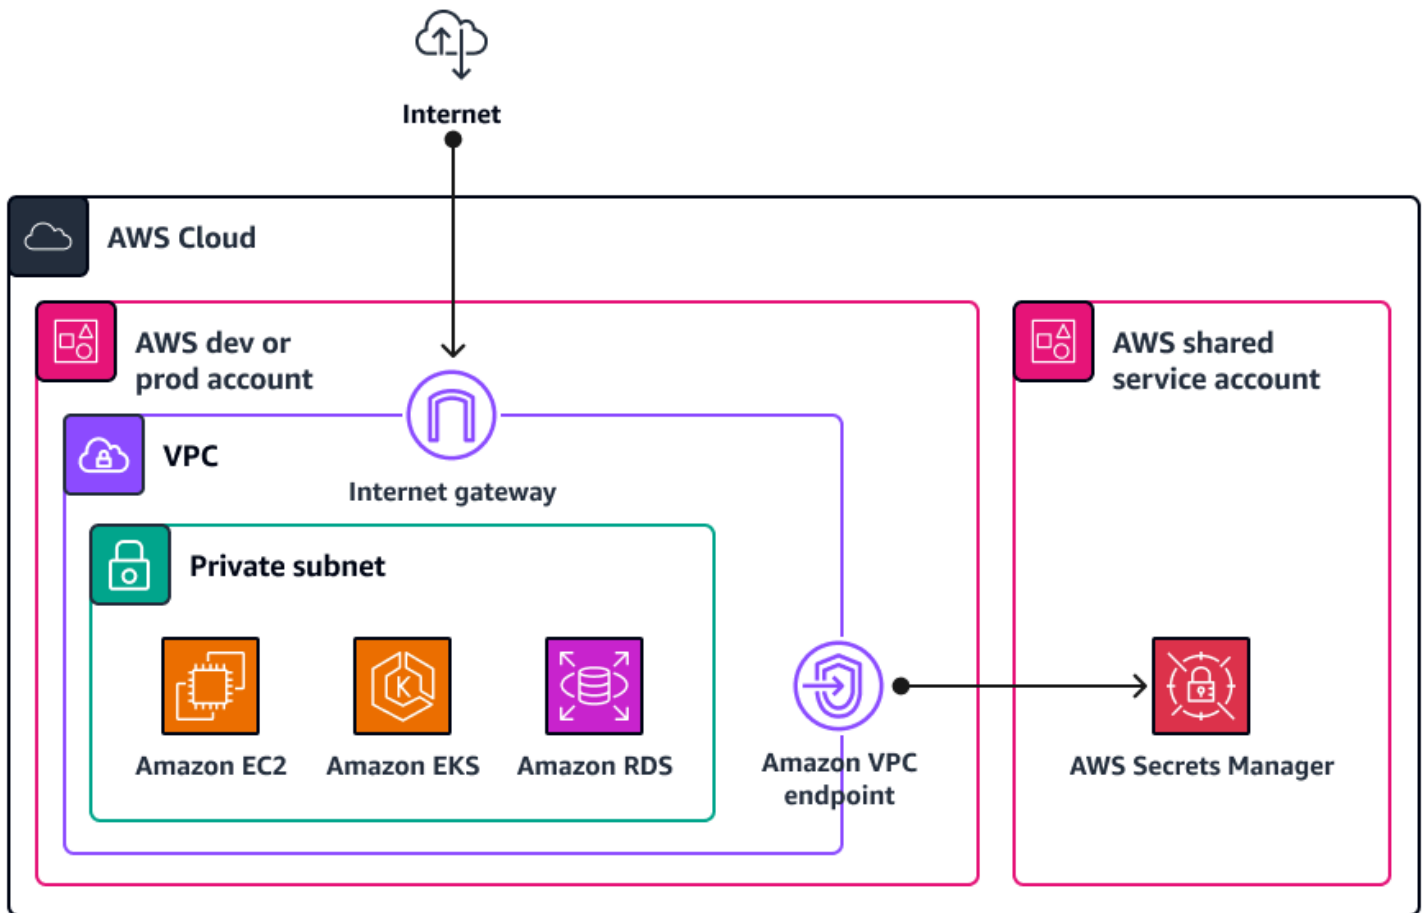 Internet
AWS Cloud
AWS dev or
prod account
AWS shared
service account
VPC
Internet gateway
Private subnet
K
Amazon EC2
Amazon EKS
Amazon RDS
Amazon VPC
endpoint
AWS Secrets Manager